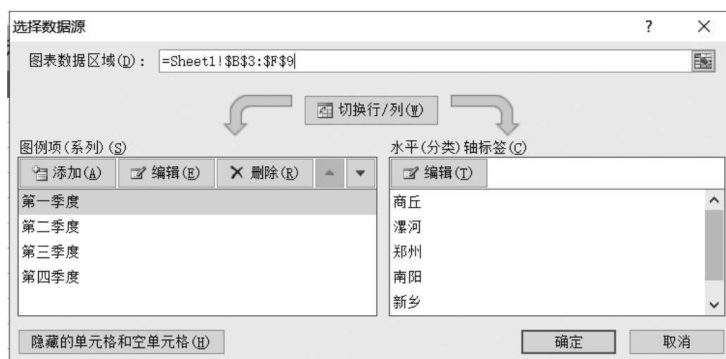 选择数据源 ? ×
图表数据区域(D): =Sheet1!$B$3:$F$9
切换行/列(W)
图例项(系列)(S)
水平(分类)轴标签(C)
添加(A) 编辑(E) × 删除(R)
编辑(T)
第一季度
第二季度
第三季度
第四季度
商丘
漯河
郑州
南阳
新乡
隐藏的单元格和空单元格(H)
确定
取消